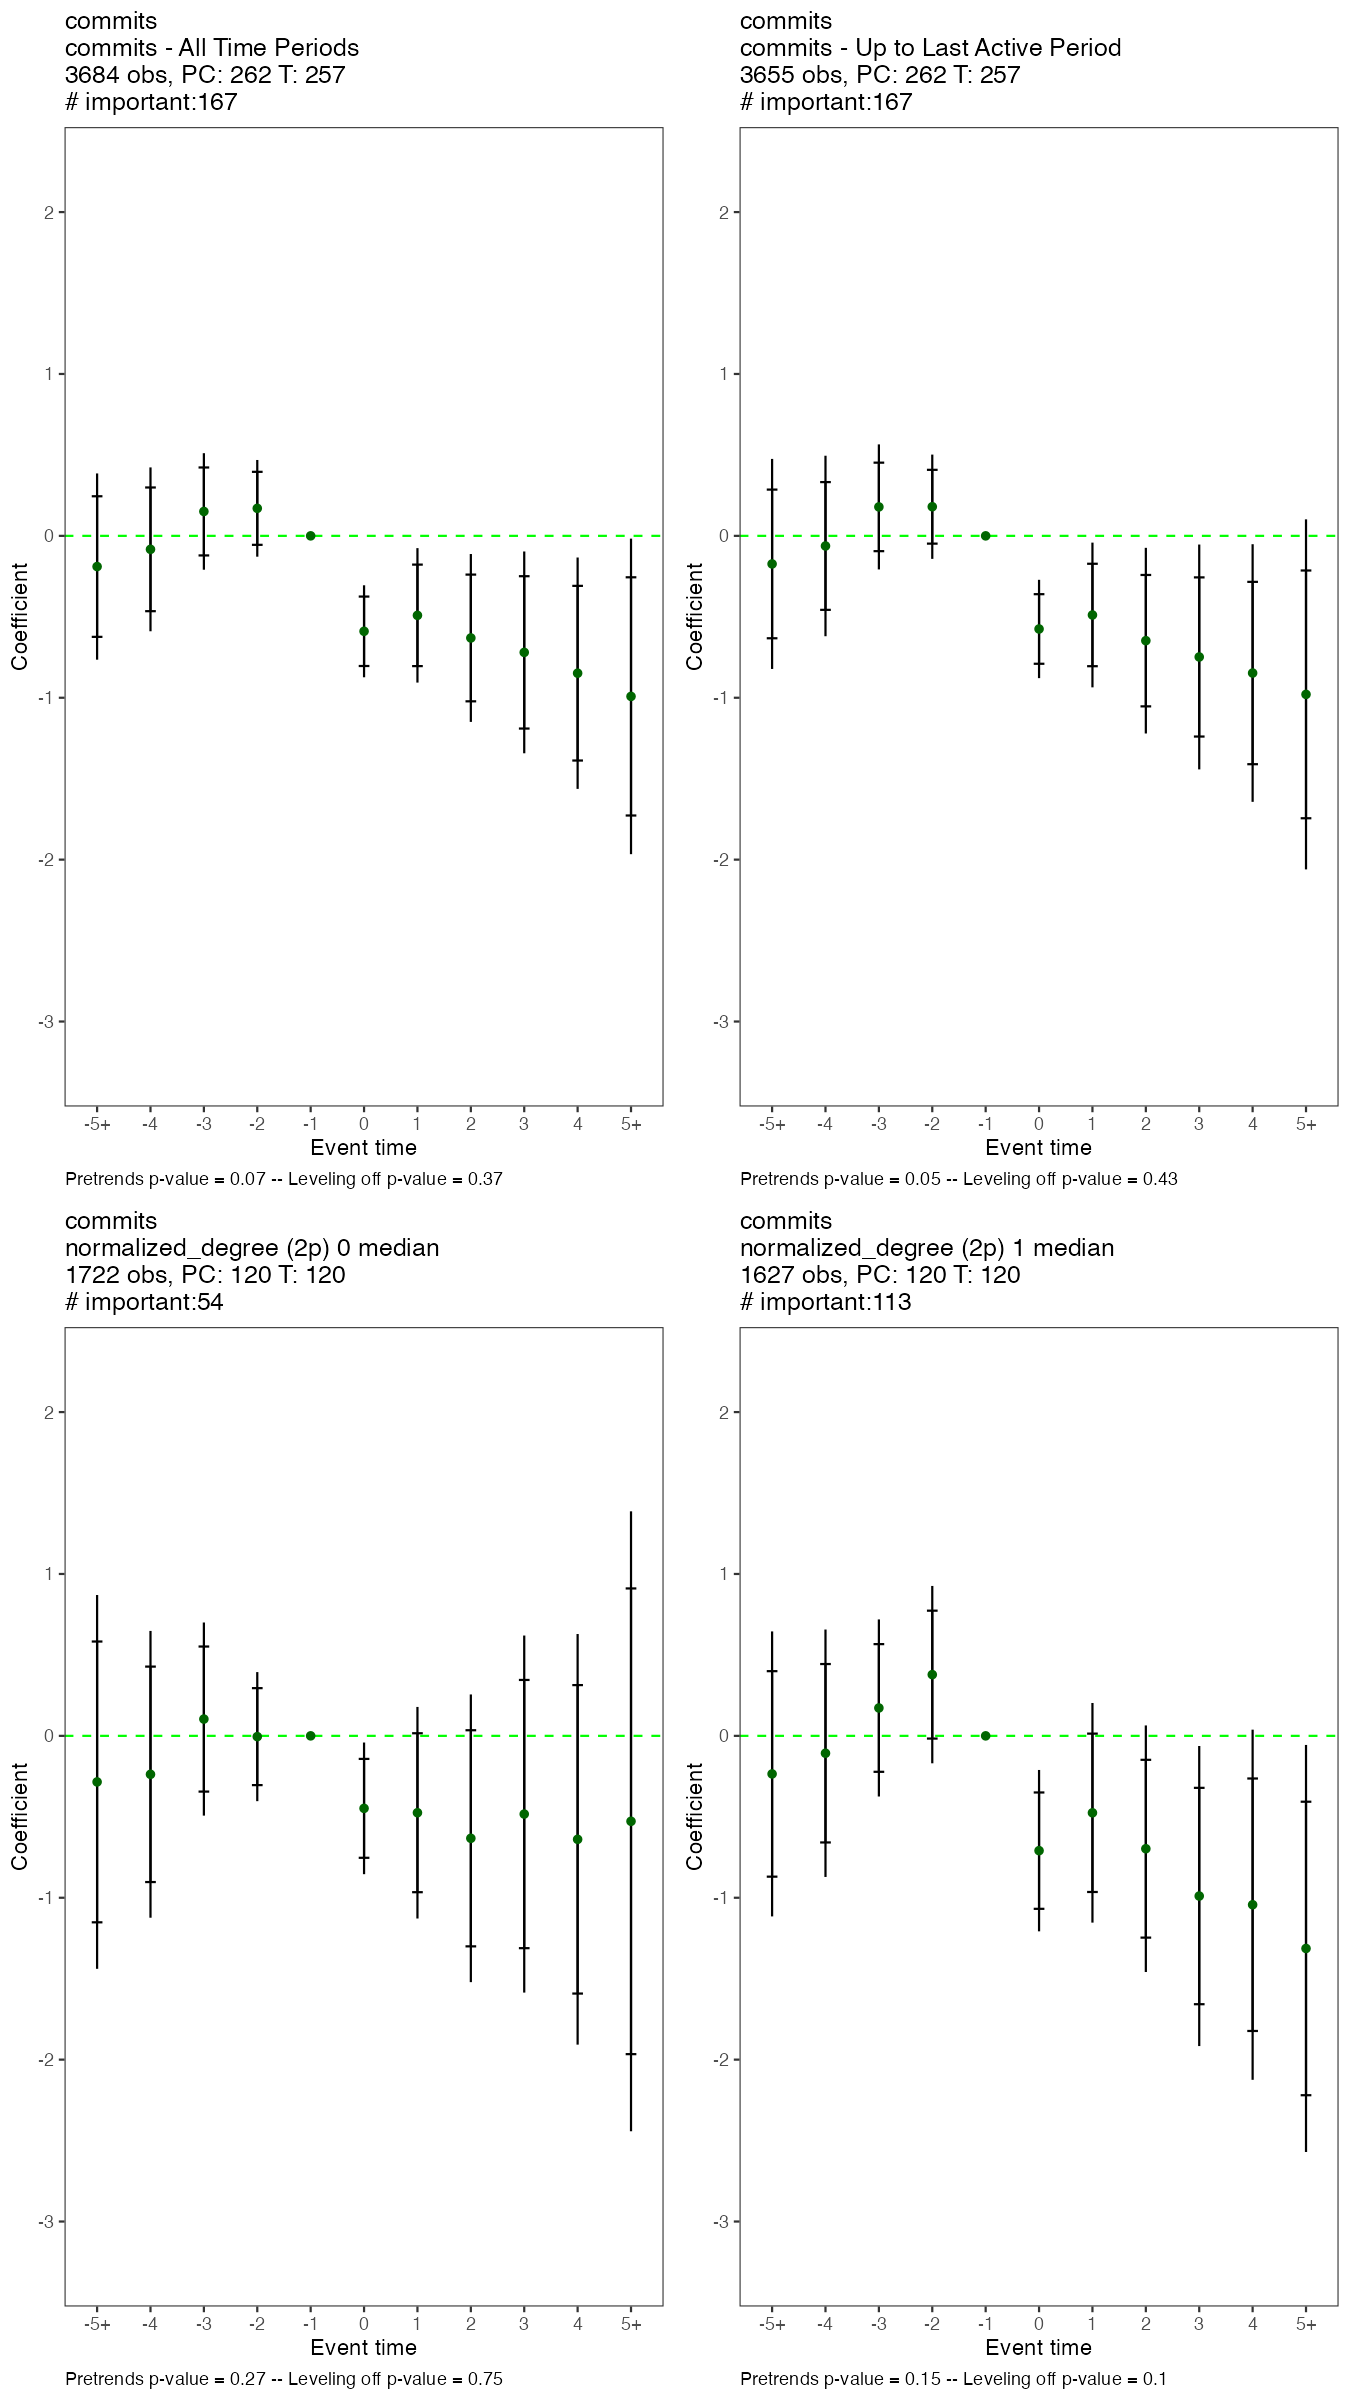 commits
commits - All Time Periods
3684 obs, PC: 262 T: 257
# important:167
2
1
0
-1
-2
-3
Coefficient
-5+ -4 -3 -2 -1 0 1 2 3 4 5+
Event time
Pretrends p-value = 0.07 -- Leveling off p-value = 0.37
commits
commits - Up to Last Active Period
3655 obs, PC: 262 T: 257
# important:167
2
1
0
-1
-2
-3
Coefficient
-5+ -4 -3 -2 -1 0 1 2 3 4 5+
Event time
Pretrends p-value = 0.05 -- Leveling off p-value = 0.43
commits
normalized_degree (2p) 0 median
1722 obs, PC: 120 T: 120
# important:54
2
1
0
-1
-2
-3
Coefficient
-5+ -4 -3 -2 -1 0 1 2 3 4 5+
Event time
Pretrends p-value = 0.27 -- Leveling off p-value = 0.75
commits
normalized_degree (2p) 1 median
1627 obs, PC: 120 T: 120
# important:113
2
1
0
-1
-2
-3
Coefficient
-5+ -4 -3 -2 -1 0 1 2 3 4 5+
Event time
Pretrends p-value = 0.15 -- Leveling off p-value = 0.1